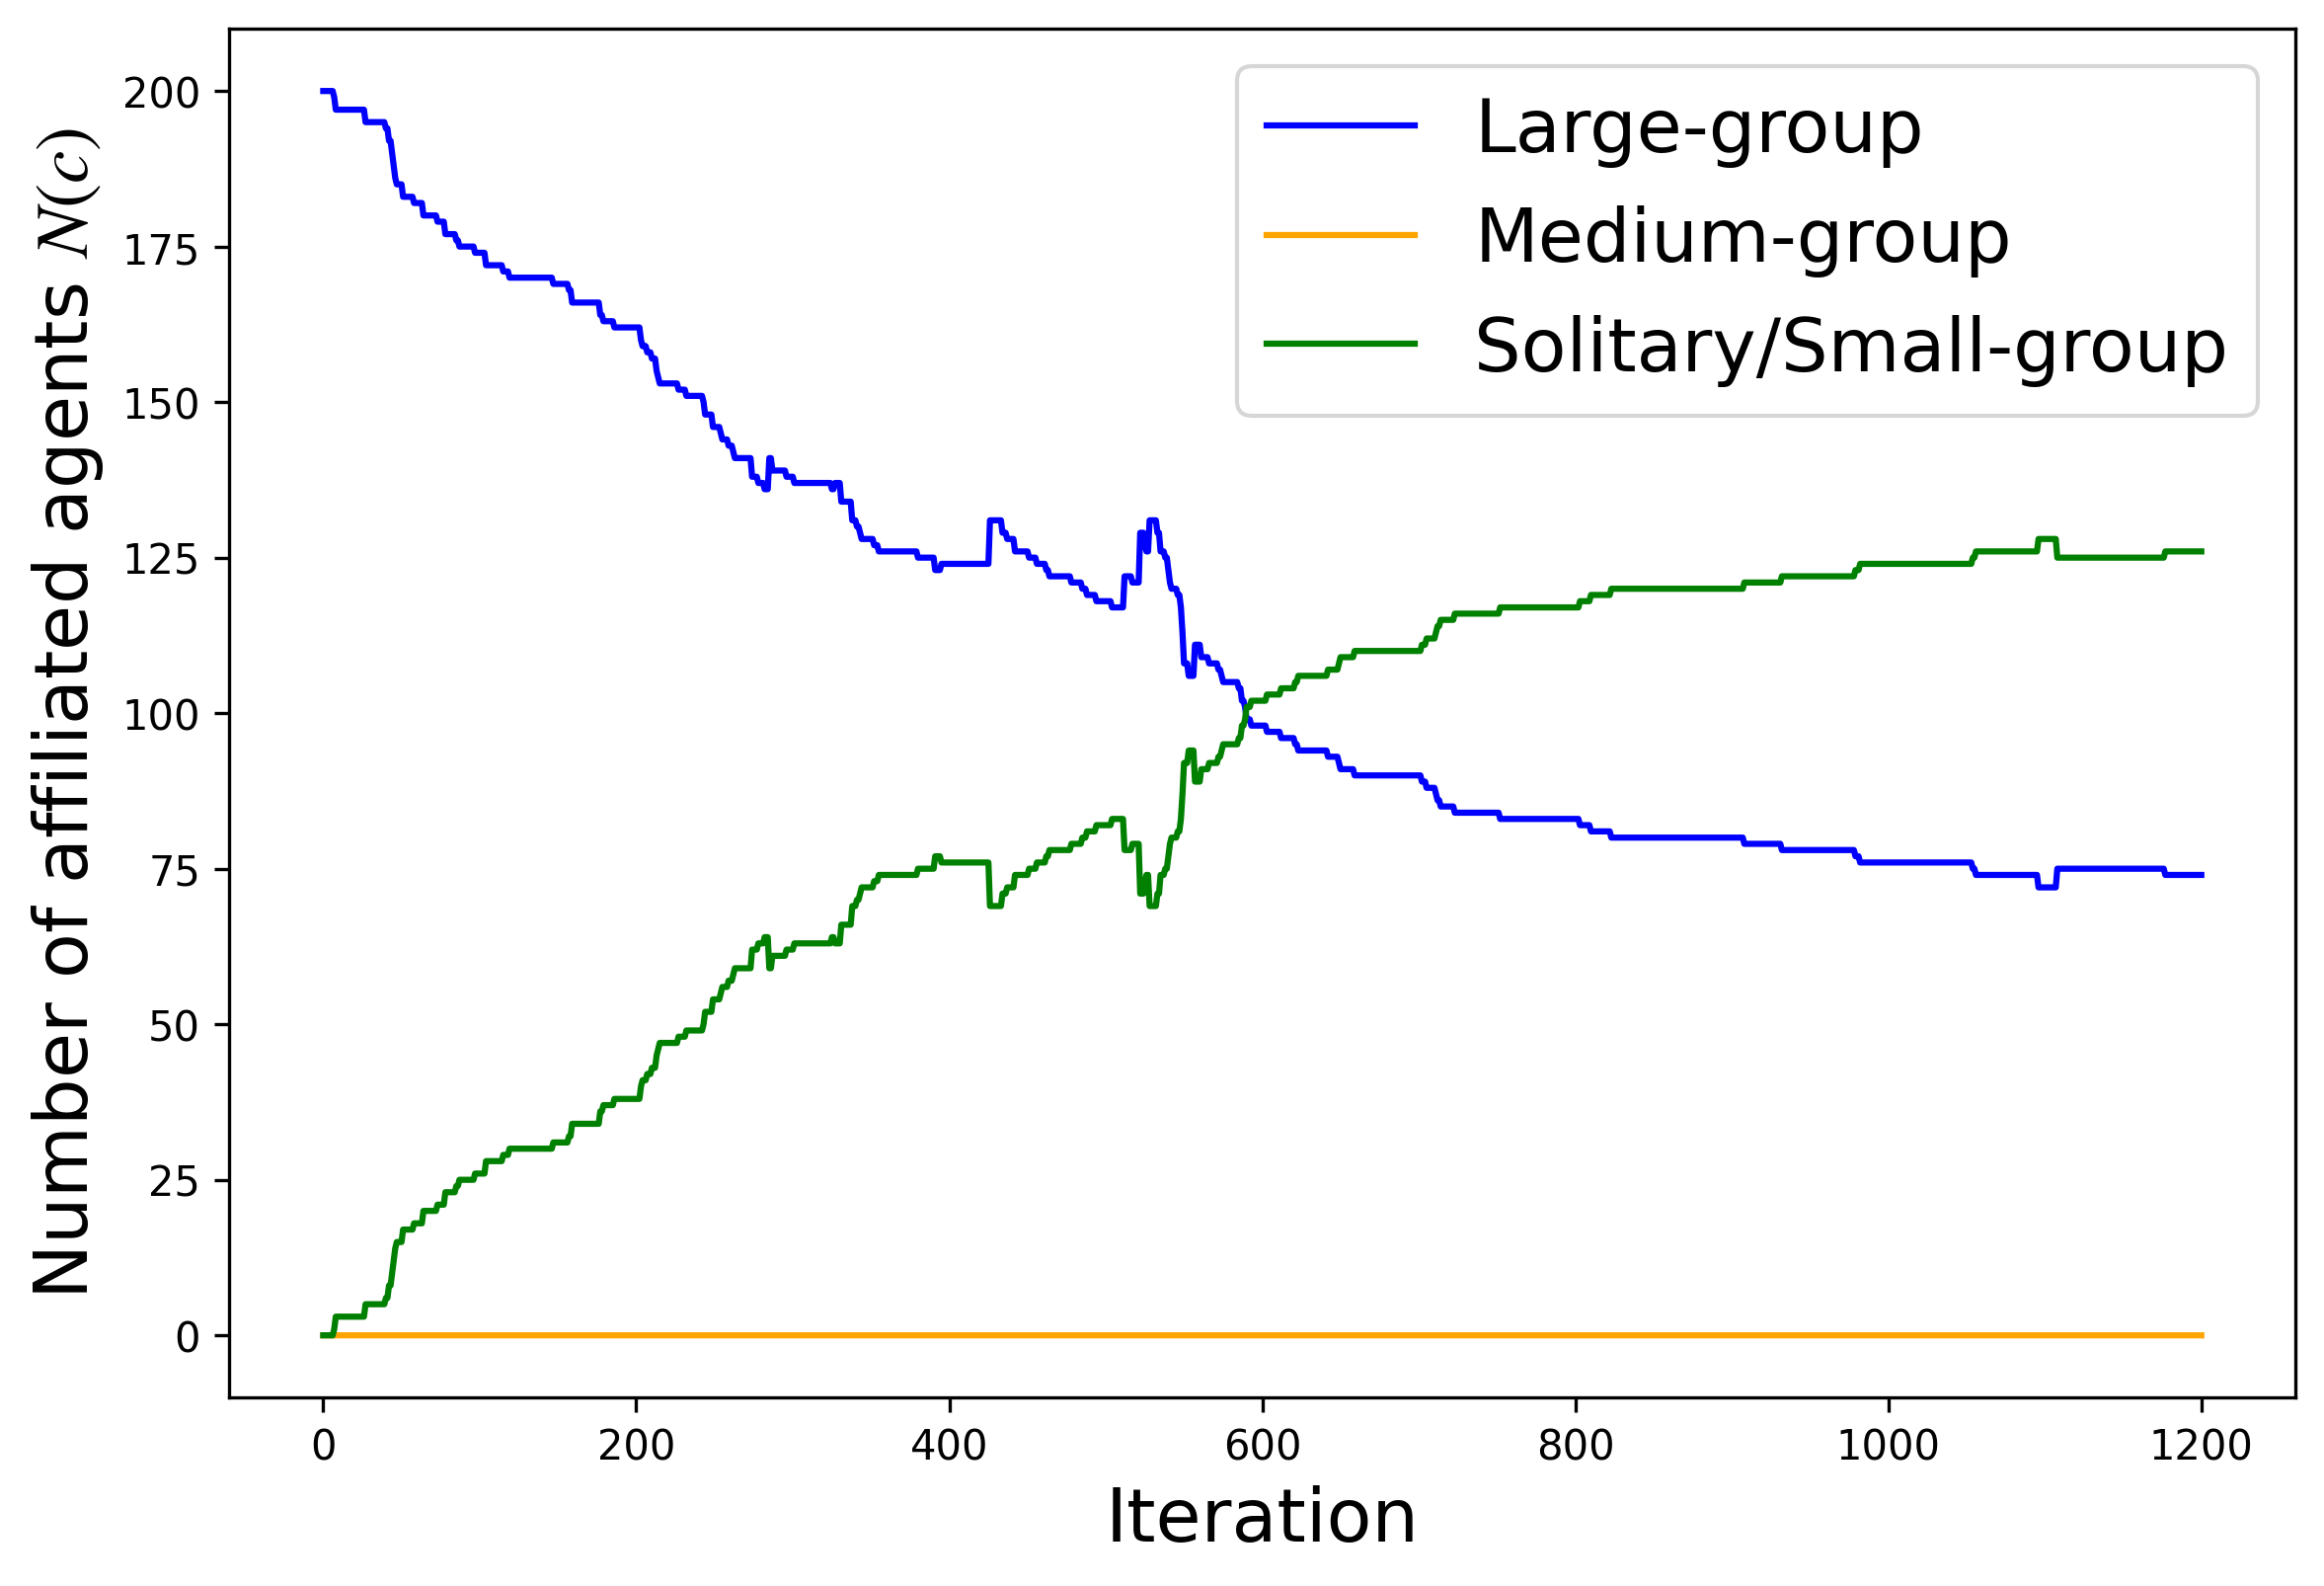 Number of affiliated agents N(c)
200
175
150
125
100
75
50
25
0
Large-group
Medium-group
Solitary/Small-group
0 200 400 600 800 1000 1200
Iteration